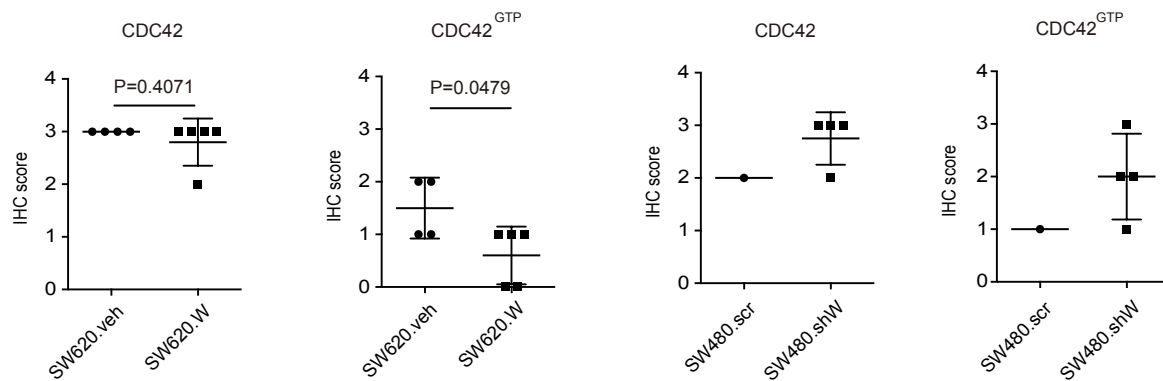 CDC42
P=0.4071
IHC score
4
3
2
1
0
SW620.veh
SW620.W
CDC42GTP
P=0.0479
IHC score
4
3
2
1
0
SW620.veh
SW620.W
CDC42
IHC score
4
3
2
1
0
SW480.scr
SW480.shW
CDC42GTP
IHC score
4
3
2
1
0
SW480.scr
SW480.shW